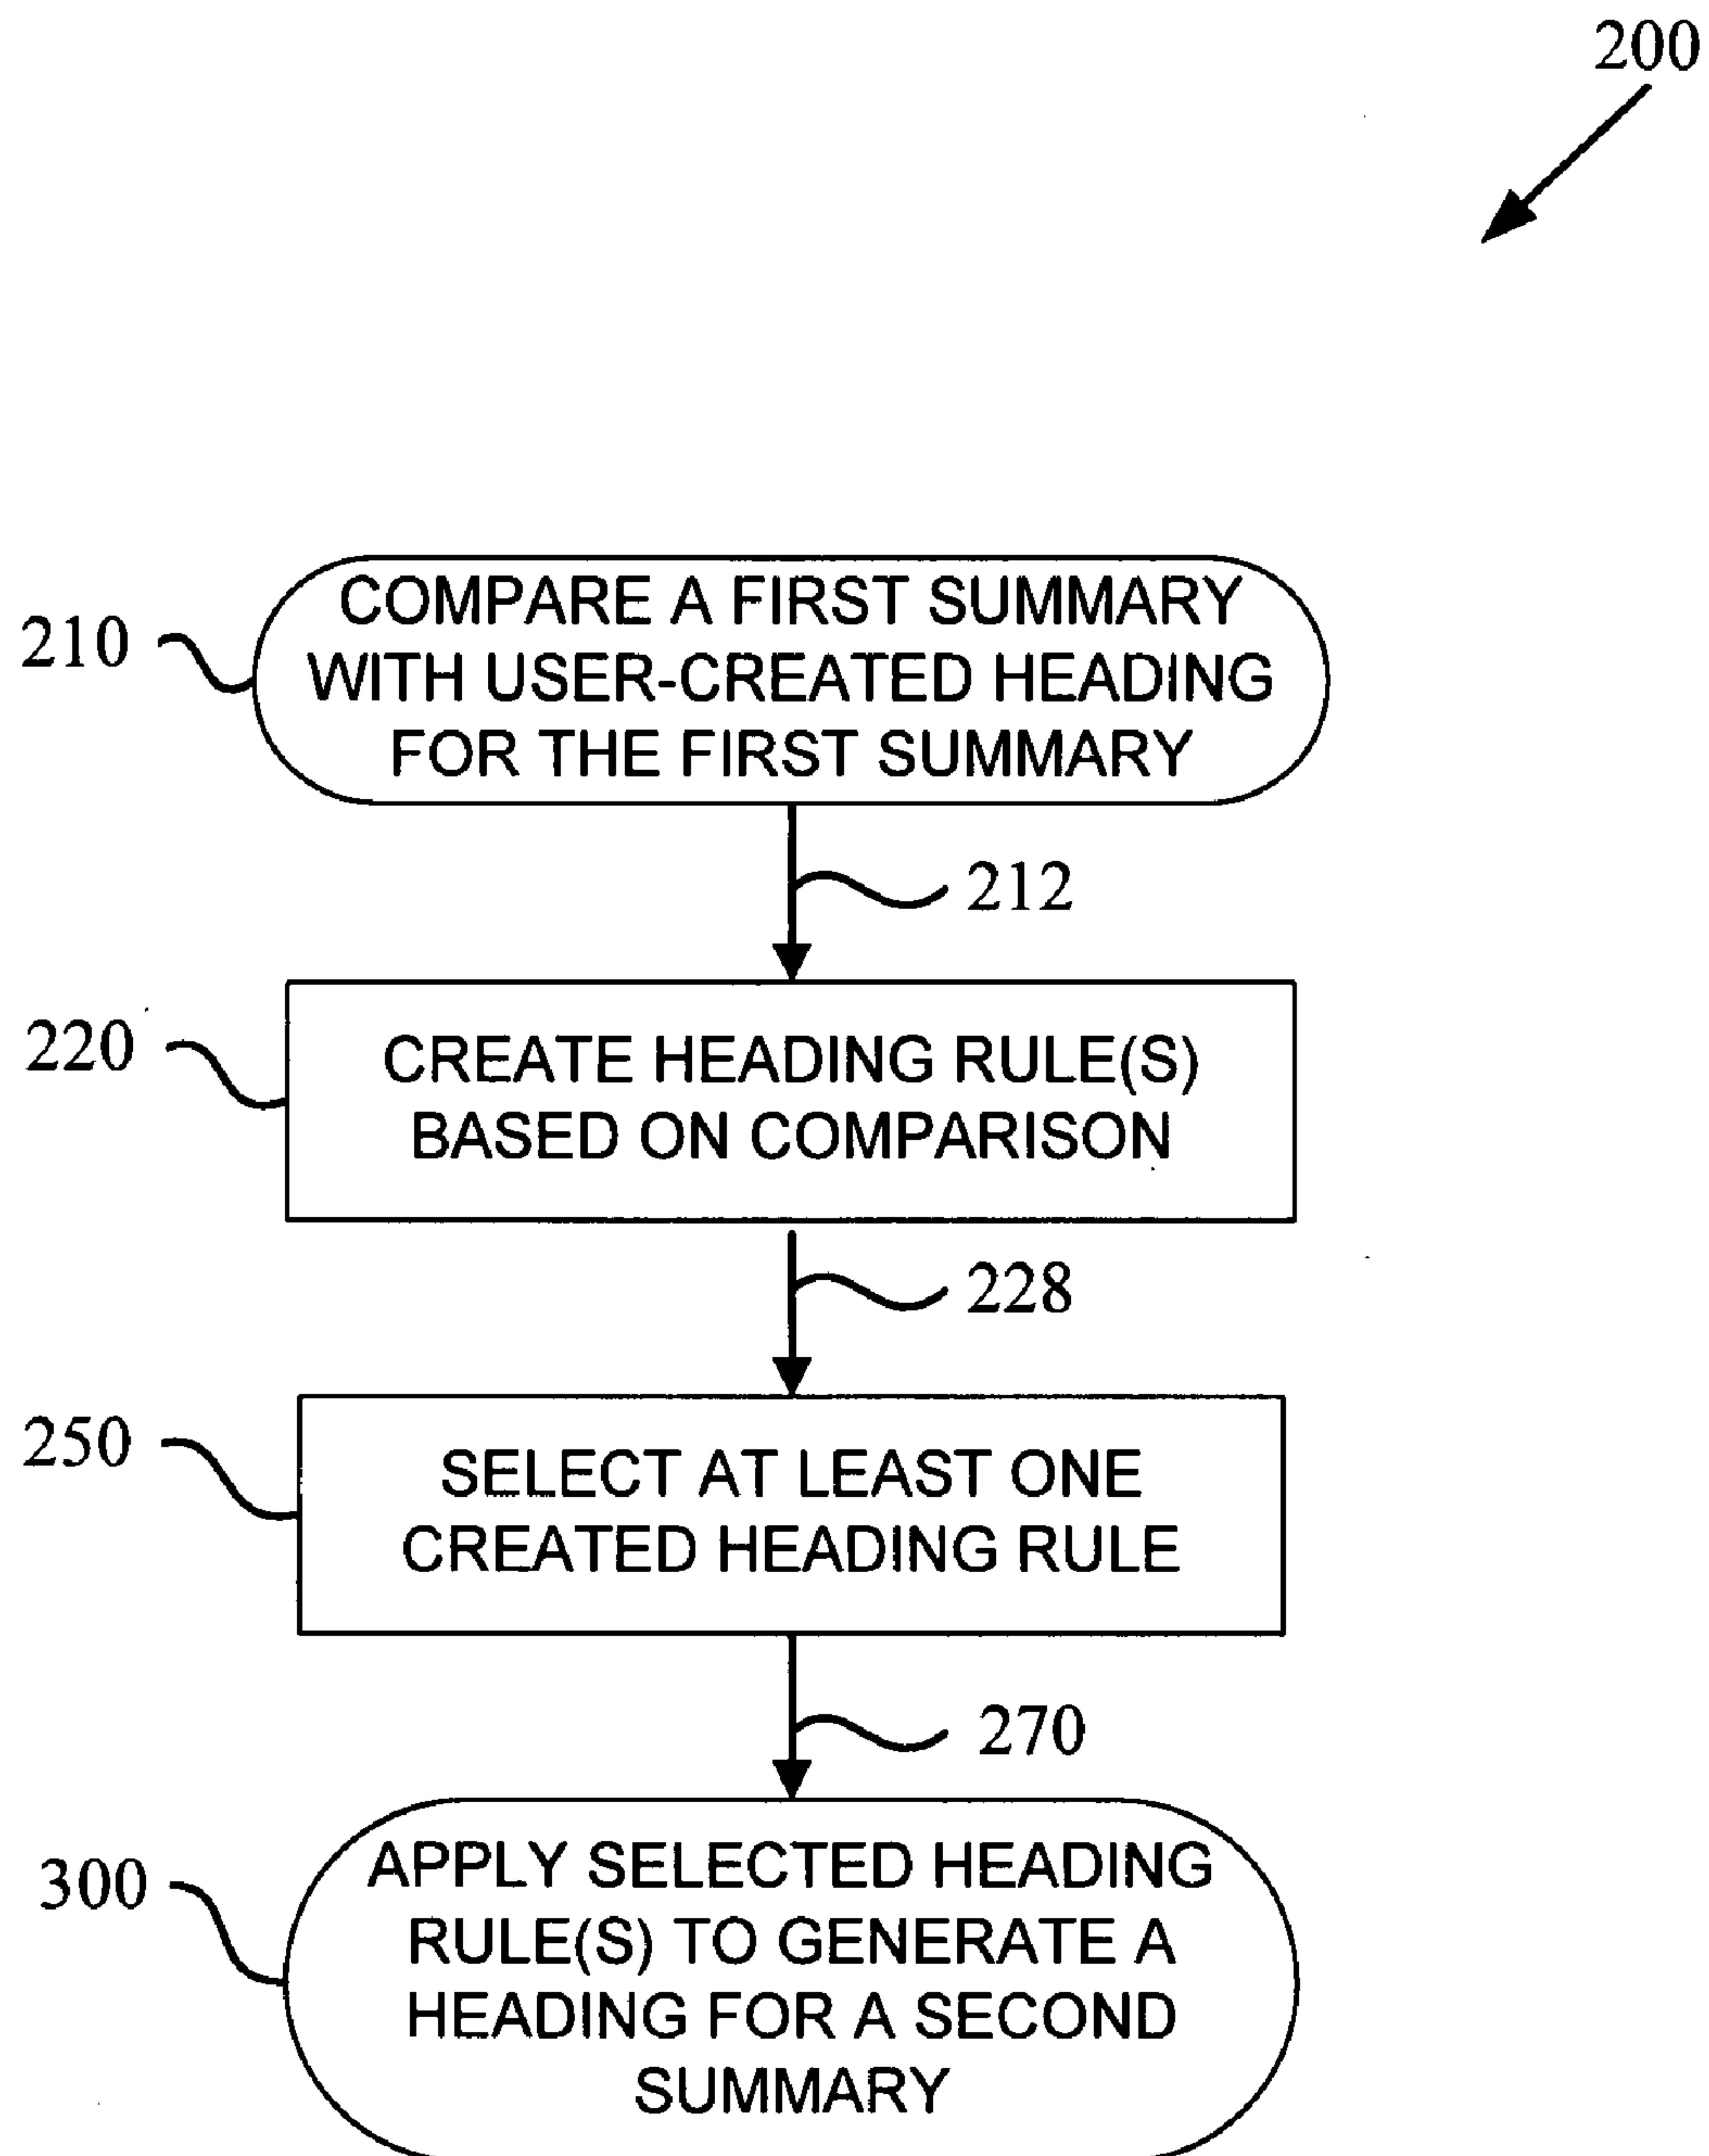 200
210
COMPARE A FIRST SUMMARY
WITH USER-CREATED HEADING
FOR THE FIRST SUMMARY
212
220
CREATE HEADING RULE(S)
BASED ON COMPARISON
228
250
SELECT AT LEAST ONE
CREATED HEADING RULE
270
300
APPLY SELECTED HEADING
RULE(S) TO GENERATE A
HEADING FOR A SECOND
SUMMARY